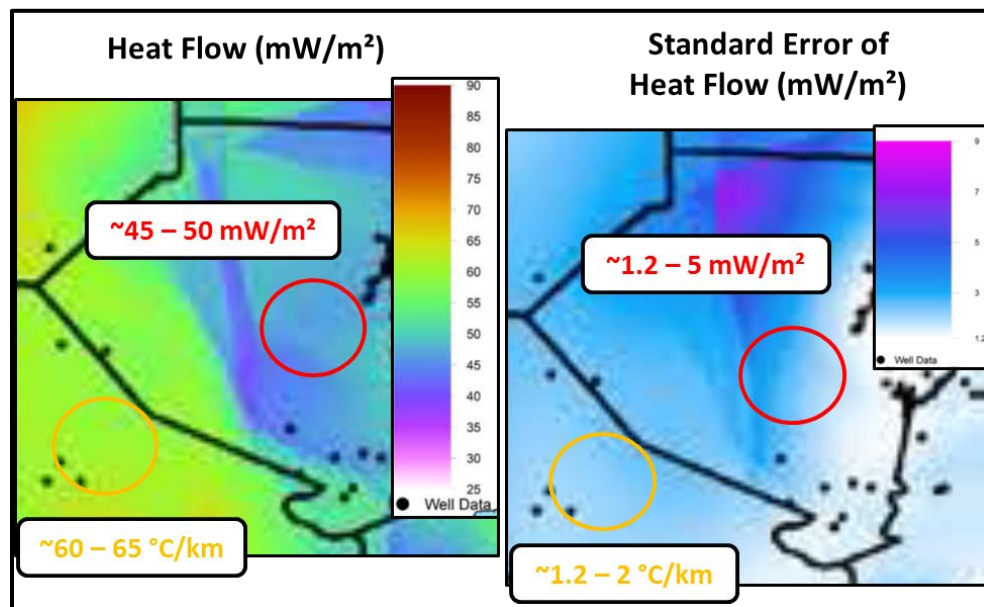 Heat Flow (mW/m²)
Standard Error of
Heat Flow (mW/m²)
90
85
80
75
70
65
60
55
50
45
40
35
30
25
Well Data
~45 – 50 mW/m²
~60 – 65 °C/km
9
7
5
3
1.2
Well Data
~1.2 – 5 mW/m²
~1.2 – 2 °C/km